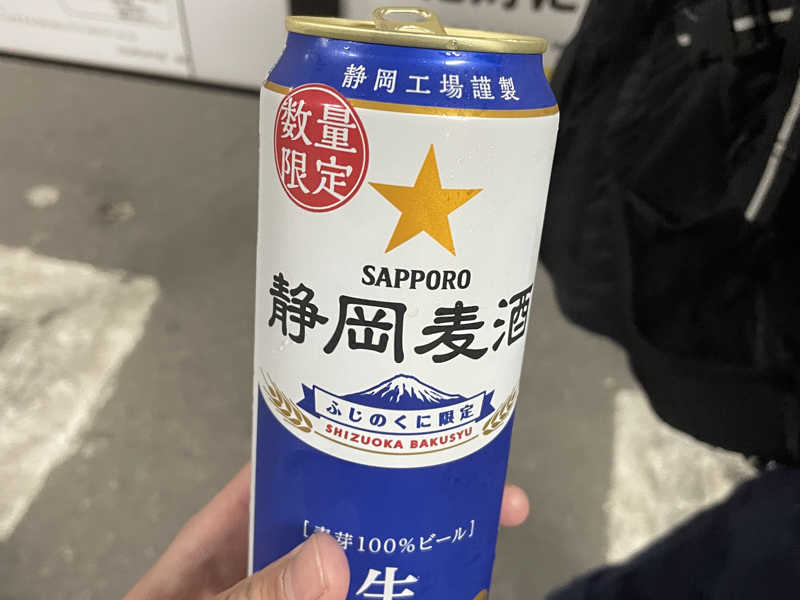 静岡工場謹製
数量
限定
SAPPORO
静岡麦酒
ふじのくに限定
SHIZUOKA BAKUSYU
[麦芽100%ビール]
生